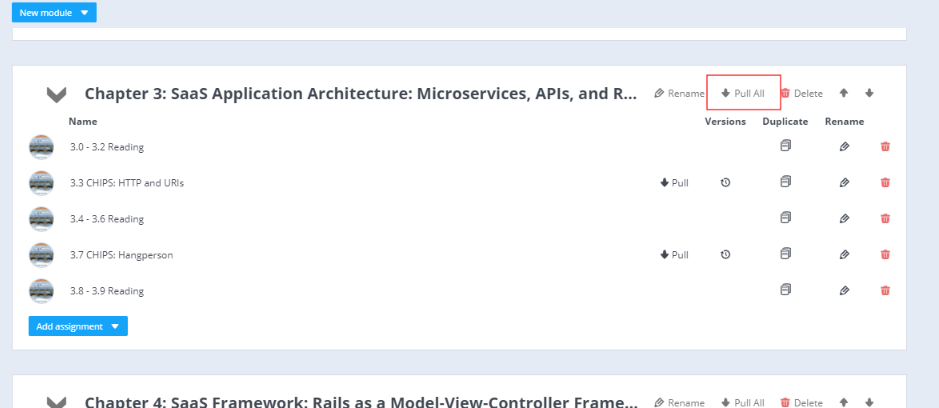 New module
Chapter 3: SaaS Application Architecture: Microservices, APIs, and R... Rename Pull All Delete
Name Versions Duplicate Rename
3.0 - 3.2 Reading
3.3 CHIPS: HTTP and URIs Pull
3.4 - 3.6 Reading
3.7 CHIPS: Hangperson Pull
3.8 - 3.9 Reading
Add assignment
Chapter 4: SaaS Framework: Rails as a Model-View-Controller Frame... Rename Pull All Delete